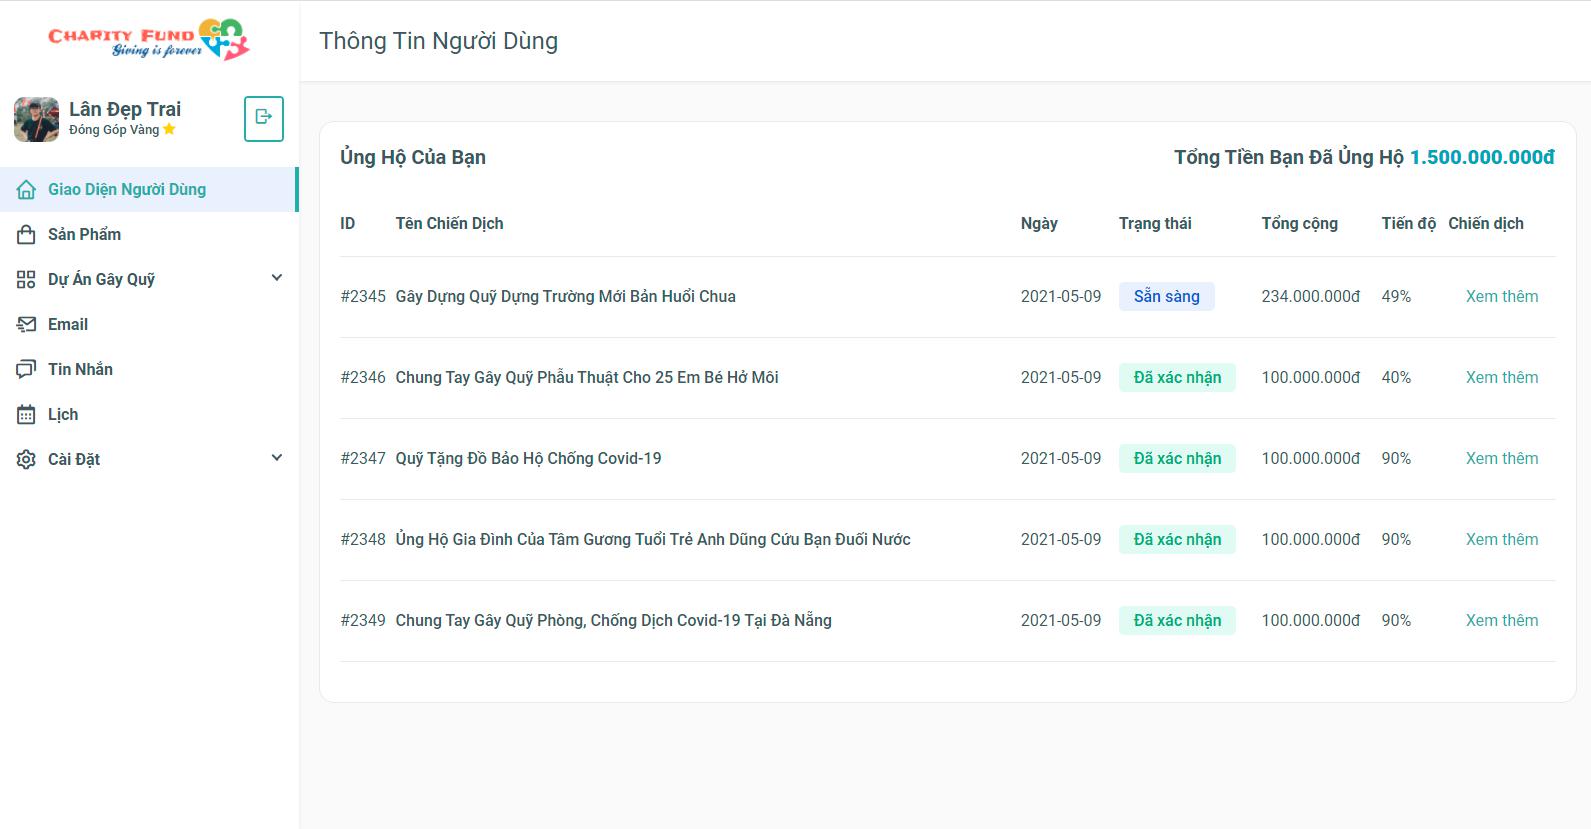 CHARITY FUND
Giving is forever
Thông Tin Người Dùng
Lân Đẹp Trai
Đóng Góp Vàng
Giao Diện Người Dùng
Sản Phẩm
Dự Án Gây Quỹ
Email
Tin Nhắn
Lịch
Cài Đặt
Ủng Hộ Của Bạn
Tổng Tiền Bạn Đã Ủng Hộ 1.500.000.000đ
ID Tên Chiến Dịch Ngày Trạng thái Tổng cộng Tiến độ Chiến dịch
#2345 Gây Dựng Quỹ Dựng Trường Mới Bản Huổi Chua 2021-05-09 Sẵn sàng 234.000.000đ 49% Xem thêm
#2346 Chung Tay Gây Quỹ Phẫu Thuật Cho 25 Em Bé Hở Môi 2021-05-09 Đã xác nhận 100.000.000đ 40% Xem thêm
#2347 Quỹ Tặng Đồ Bảo Hộ Chống Covid-19 2021-05-09 Đã xác nhận 100.000.000đ 90% Xem thêm
#2348 Ủng Hộ Gia Đình Của Tâm Gương Tuổi Trẻ Anh Dũng Cứu Bạn Đuối Nước 2021-05-09 Đã xác nhận 100.000.000đ 90% Xem thêm
#2349 Chung Tay Gây Quỹ Phòng, Chống Dịch Covid-19 Tại Đà Nẵng 2021-05-09 Đã xác nhận 100.000.000đ 90% Xem thêm